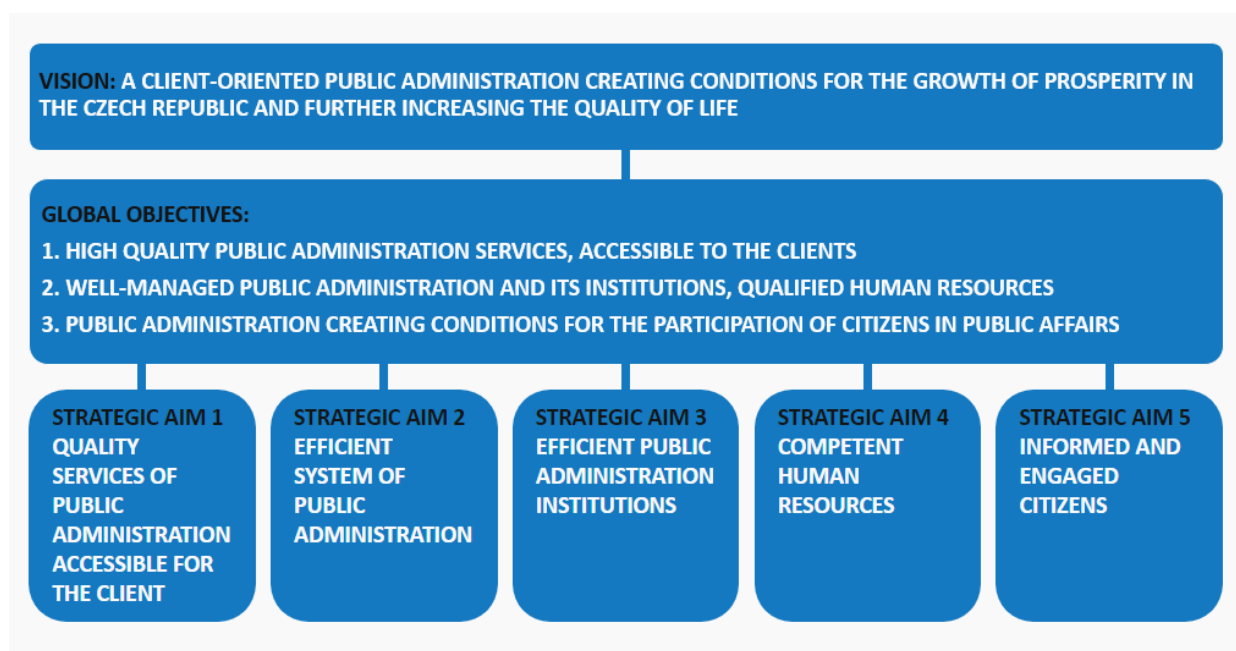 VISION: A CLIENT-ORIENTED PUBLIC ADMINISTRATION CREATING CONDITIONS FOR THE GROWTH OF PROSPERITY IN
THE CZECH REPUBLIC AND FURTHER INCREASING THE QUALITY OF LIFE
GLOBAL OBJECTIVES:
1. HIGH QUALITY PUBLIC ADMINISTRATION SERVICES, ACCESSIBLE TO THE CLIENTS
2. WELL-MANAGED PUBLIC ADMINISTRATION AND ITS INSTITUTIONS, QUALIFIED HUMAN RESOURCES
3. PUBLIC ADMINISTRATION CREATING CONDITIONS FOR THE PARTICIPATION OF CITIZENS IN PUBLIC AFFAIRS
STRATEGIC AIM 1
QUALITY
SERVICES OF
PUBLIC
ADMINISTRATION
ACCESSIBLE FOR
THE CLIENT
STRATEGIC AIM 2
EFFICIENT
SYSTEM OF
PUBLIC
ADMINISTRATION
STRATEGIC AIM 3
EFFICIENT PUBLIC
ADMINISTRATION
INSTITUTIONS
STRATEGIC AIM 4
COMPETENT
HUMAN
RESOURCES
STRATEGIC AIM 5
INFORMED AND
ENGAGED
CITIZENS